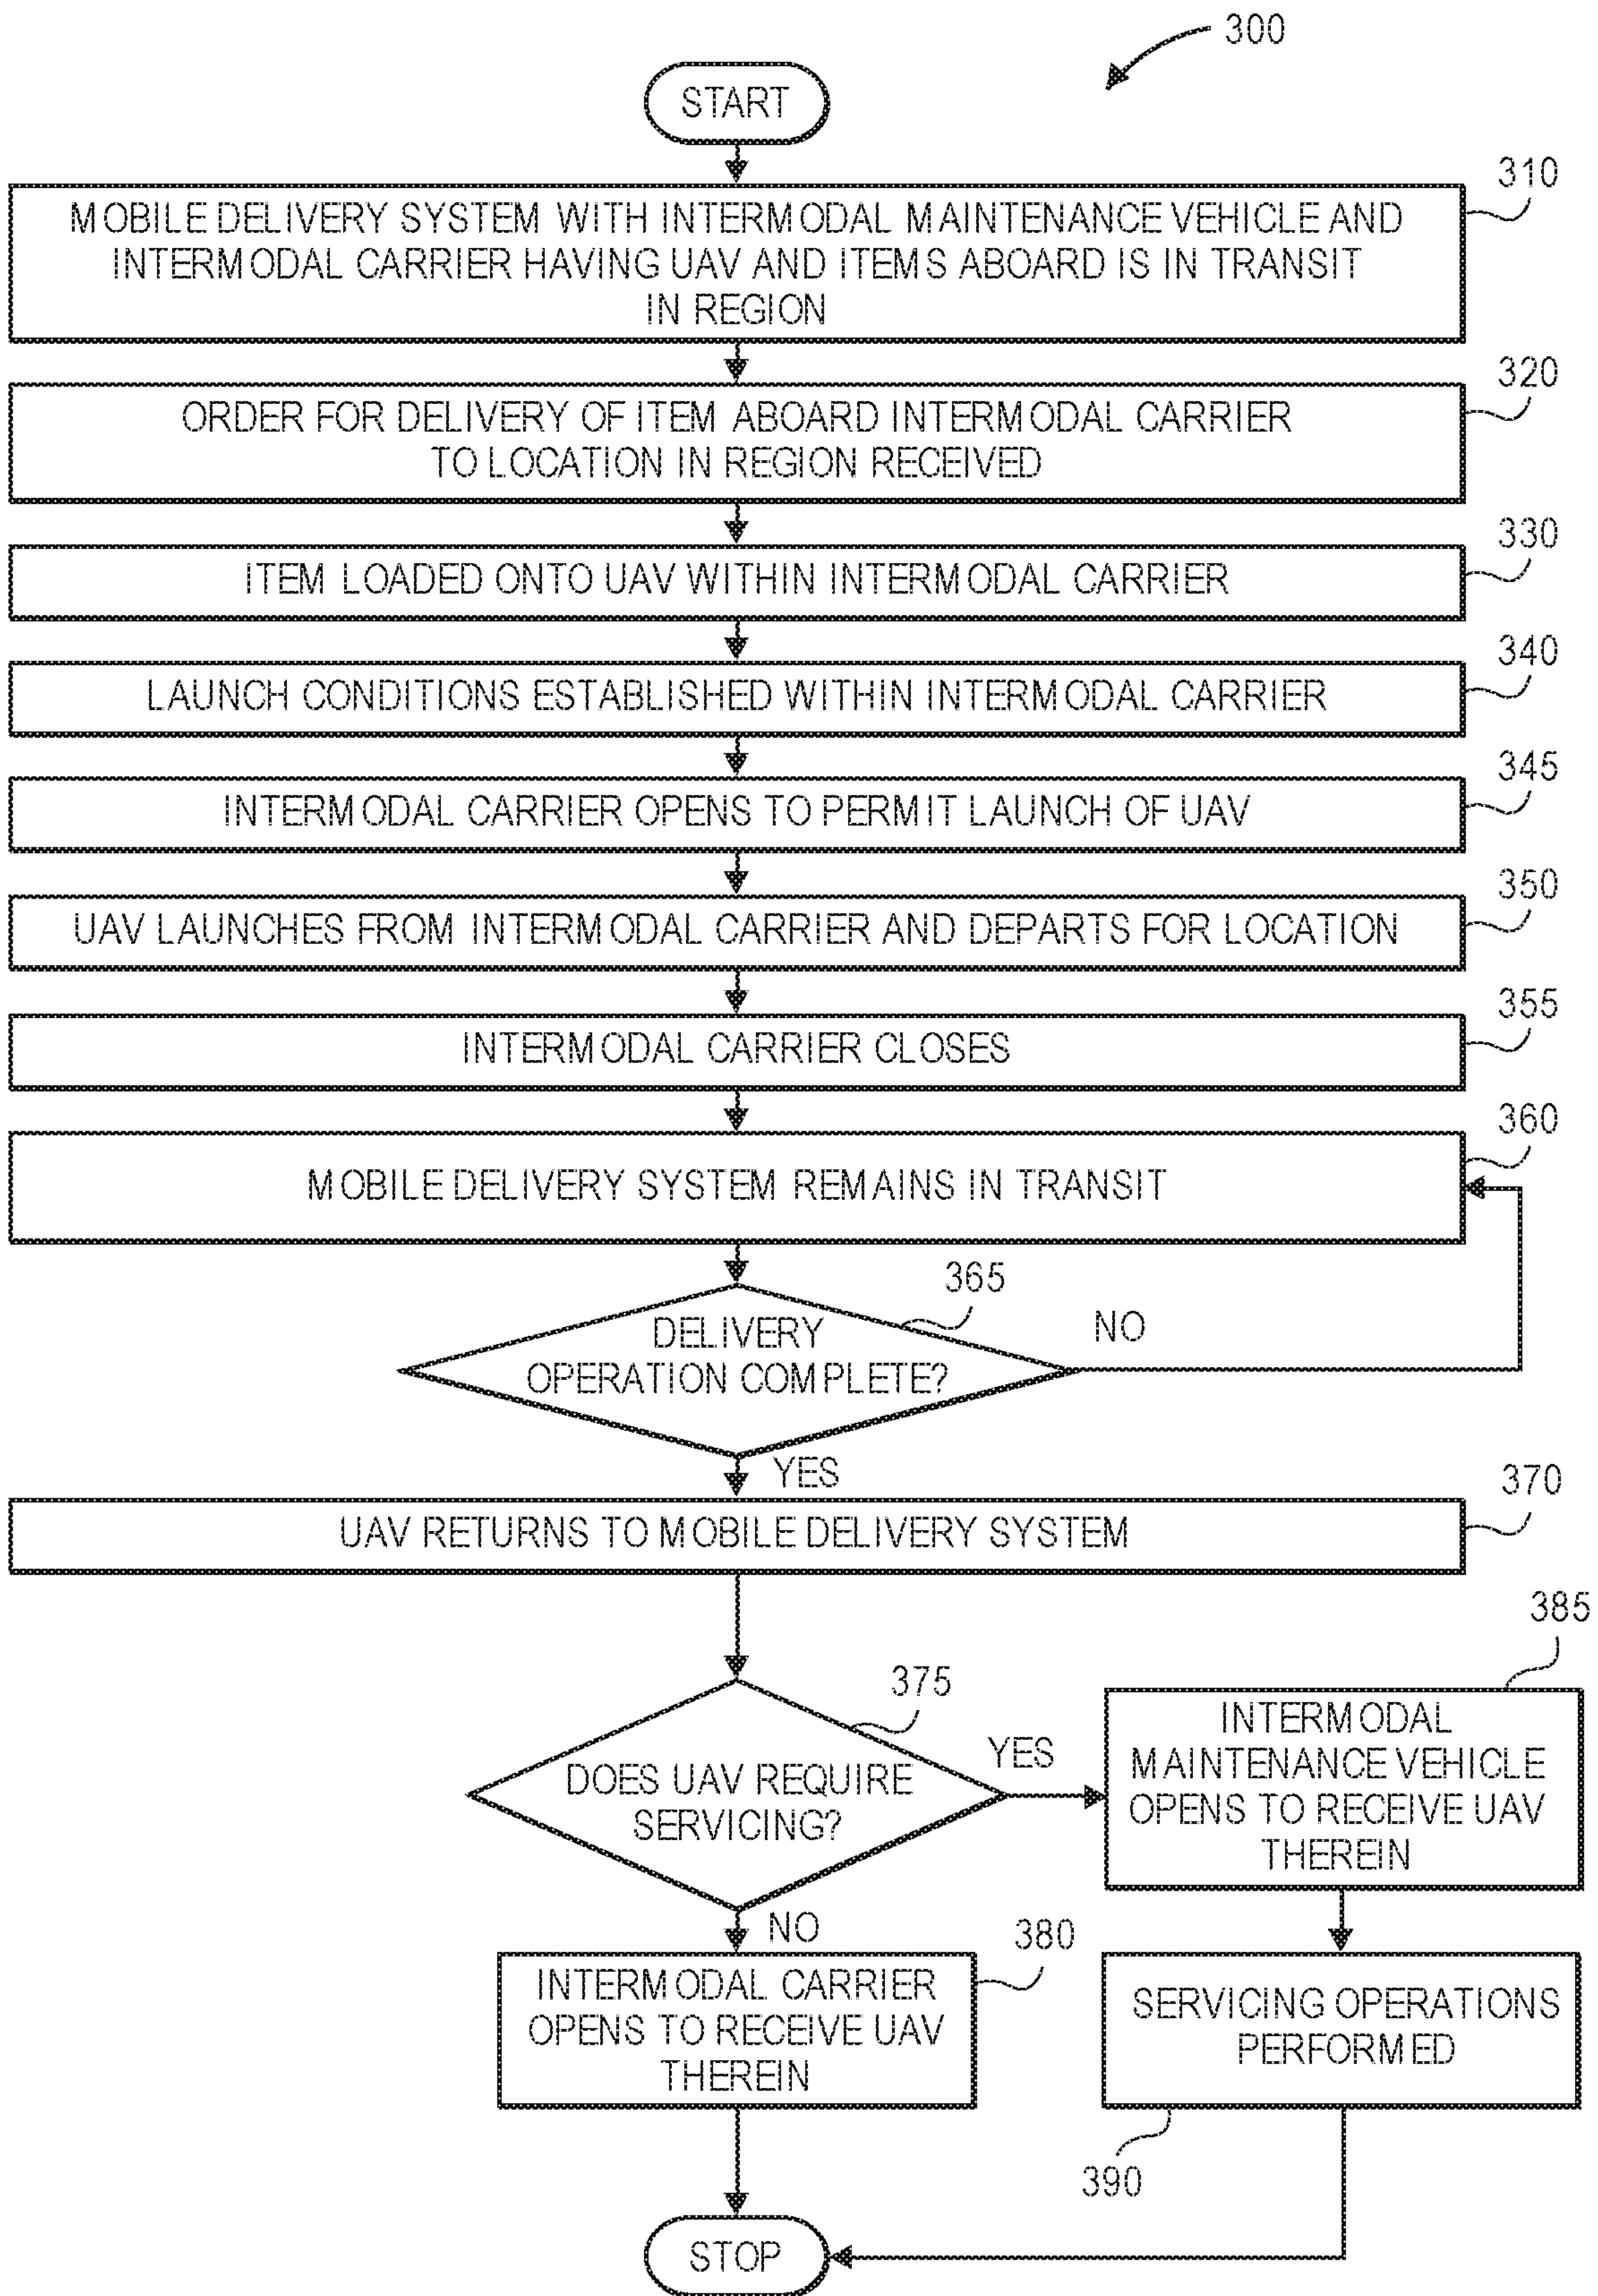 300
START
310
MOBILE DELIVERY SYSTEM WITH INTERMODAL MAINTENANCE VEHICLE AND
INTERMODAL CARRIER HAVING UAV AND ITEMS ABOARD IS IN TRANSIT
IN REGION
320
ORDER FOR DELIVERY OF ITEM ABOARD INTERMODAL CARRIER
TO LOCATION IN REGION RECEIVED
330
ITEM LOADED ONTO UAV WITHIN INTERMODAL CARRIER
340
LAUNCH CONDITIONS ESTABLISHED WITHIN INTERMODAL CARRIER
345
INTERMODAL CARRIER OPENS TO PERMIT LAUNCH OF UAV
350
UAV LAUNCHES FROM INTERMODAL CARRIER AND DEPARTS FOR LOCATION
355
INTERMODAL CARRIER CLOSES
360
MOBILE DELIVERY SYSTEM REMAINS IN TRANSIT
365
DELIVERY
OPERATION COMPLETE?
NO
YES
370
UAV RETURNS TO MOBILE DELIVERY SYSTEM
375
DOES UAV REQUIRE
SERVICING?
YES
385
INTERMODAL
MAINTENANCE VEHICLE
OPENS TO RECEIVE UAV
THEREIN
NO
380
INTERMODAL CARRIER
OPENS TO RECEIVE UAV
THEREIN
SERVICING OPERATIONS
PERFORMED
390
STOP